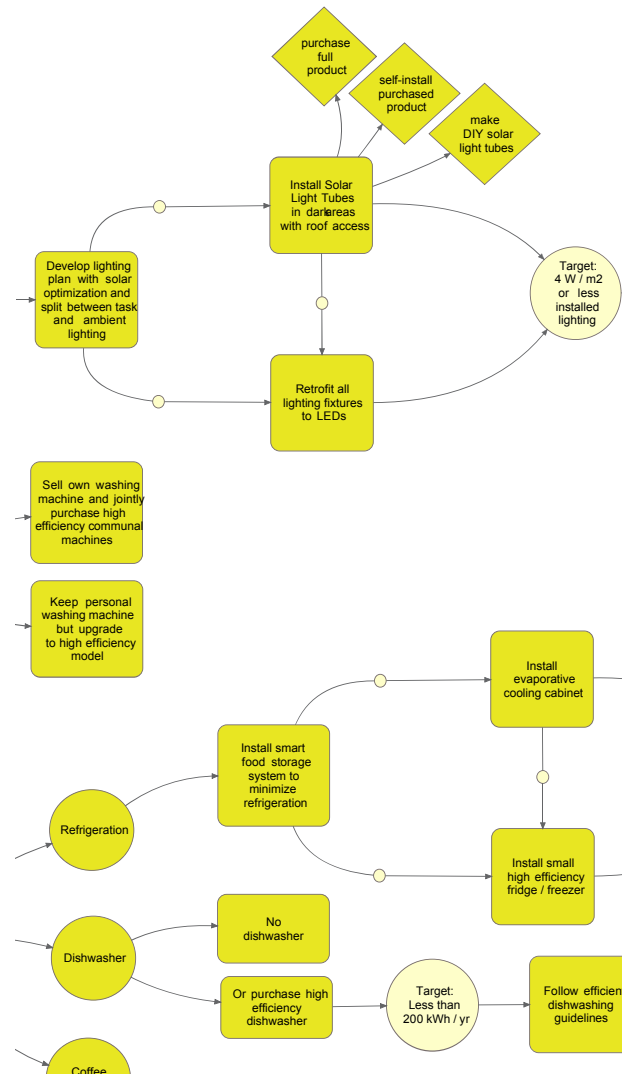 purchase
full
product
self-install
purchased
product
make
DIY solar
light tubes
Install Solar
Light Tubes
in dark areas
with roof access
Develop lighting
plan with solar
optimization and
split between task
and ambient
lighting
Target:
4 W / m2
or less
installed
lighting
Retrofit all
lighting fixtures
to LEDs
Sell own washing
machine and jointly
purchase high
efficiency communal
machines
Keep personal
washing machine
but upgrade
to high efficiency
model
Install
evaporative
cooling cabinet
Install smart
food storage
system to
minimize
refrigeration
Refrigeration
Install small
high efficiency
fridge / freezer
No
dishwasher
Dishwasher
Or purchase high
efficiency
dishwasher
Target:
Less than
200 kWh / yr
Follow efficien
dishwashing
guidelines
Coffee